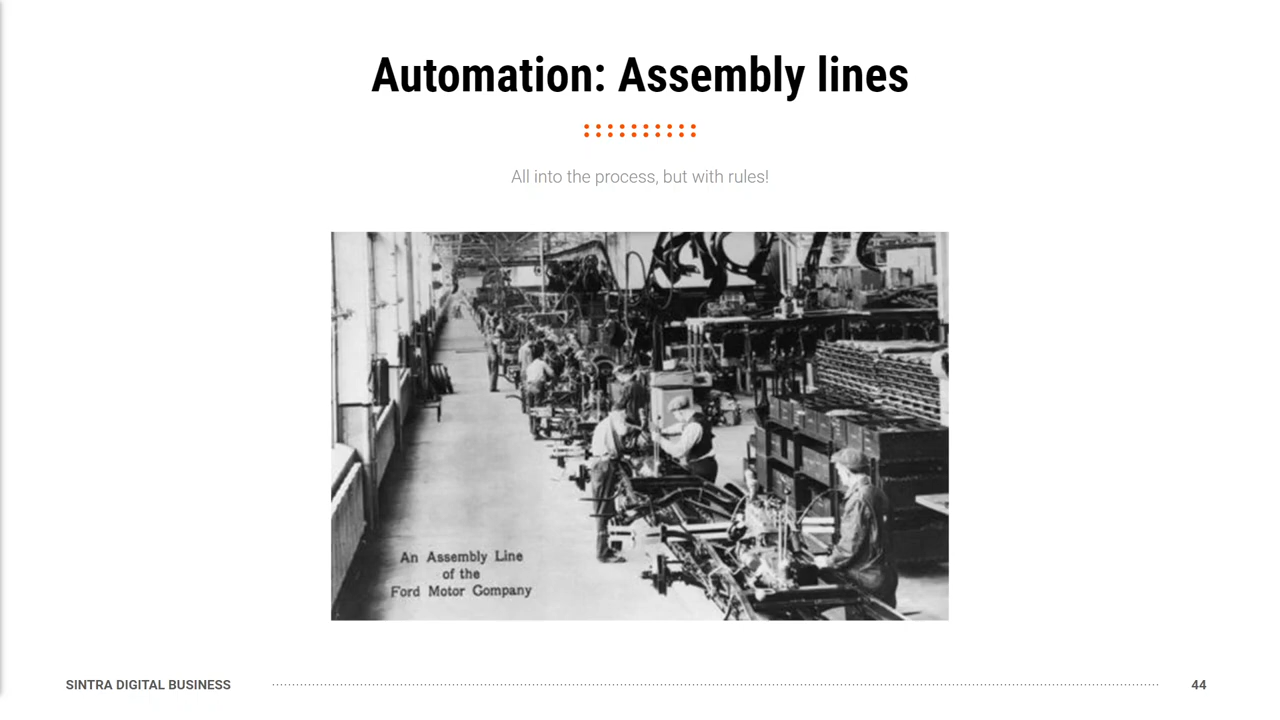 Automation: Assembly lines
All into the process, but with rules!
An Assembly Line
of the
Ford Motor Company
SINTRA DIGITAL BUSINESS
44